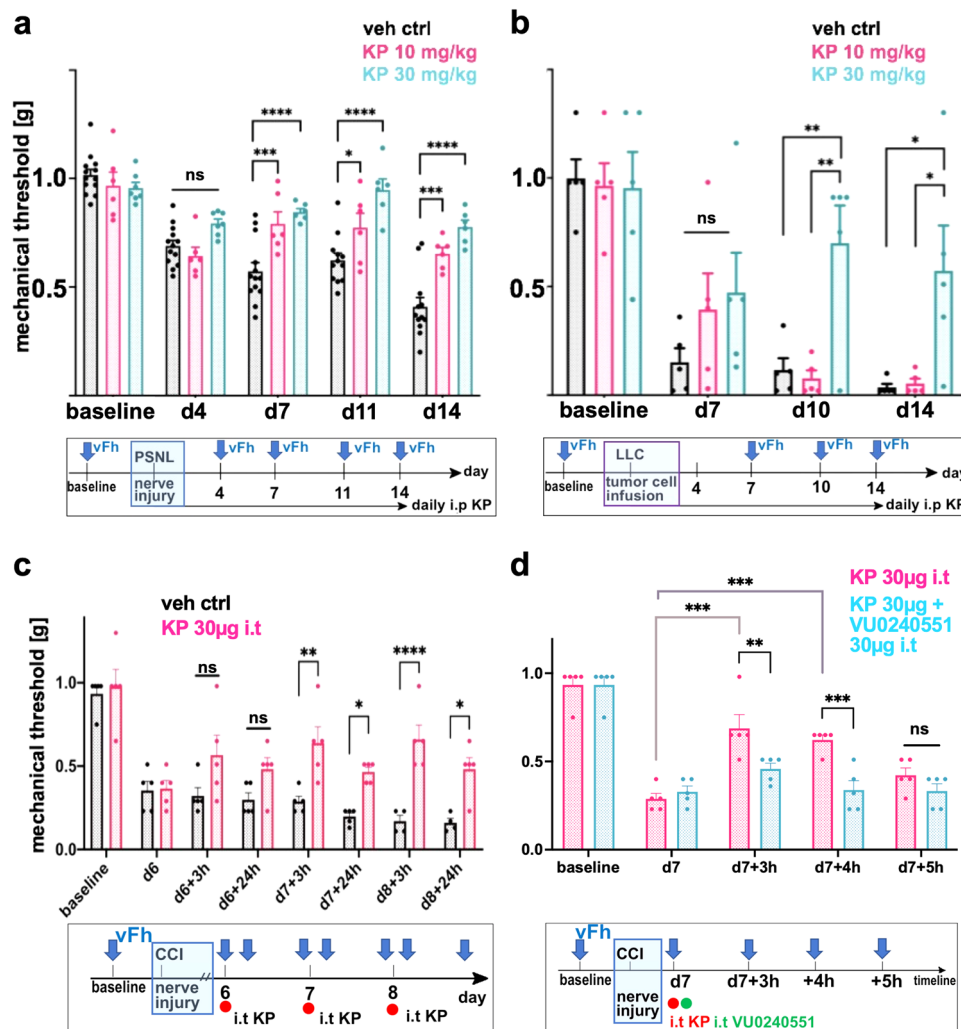 a
veh ctrl
KP 10 mg/kg
KP 30 mg/kg
mechanical threshold [g]
1.0
0.5
ns
*** ****
* ****
*** ****
baseline d4 d7 d11 d14
vFh vFh vFh vFh vFh
PSNL
nerve injury
baseline 4 7 11 14
day
daily i.p KP
b
veh ctrl
KP 10 mg/kg
KP 30 mg/kg
1.0
0.5
ns
**
**
*
*
baseline d7 d10 d14
vFh vFh vFh vFh
LLC
tumor cell infusion
baseline 4 7 10 14
day
daily i.p KP
c
veh ctrl
KP 30µg i.t
mechanical threshold [g]
1.0
0.5
0.0
ns
ns
**
*
****
*
baseline d6 d6+3h d6+24h d7+3h d7+24h d8+3h d8+24h
vFh
CCI
nerve injury
baseline 6 7 8
day
i.t KP i.t KP i.t KP
d
KP 30µg i.t
KP 30µg +
VU0240551
30µg i.t
1.0
0.5
0.0
***
***
**
***
ns
baseline d7 d7+3h d7+4h d7+5h
vFh
CCI
nerve
injury
baseline d7 d7+3h +4h +5h timeline
i.t KP i.t VU0240551